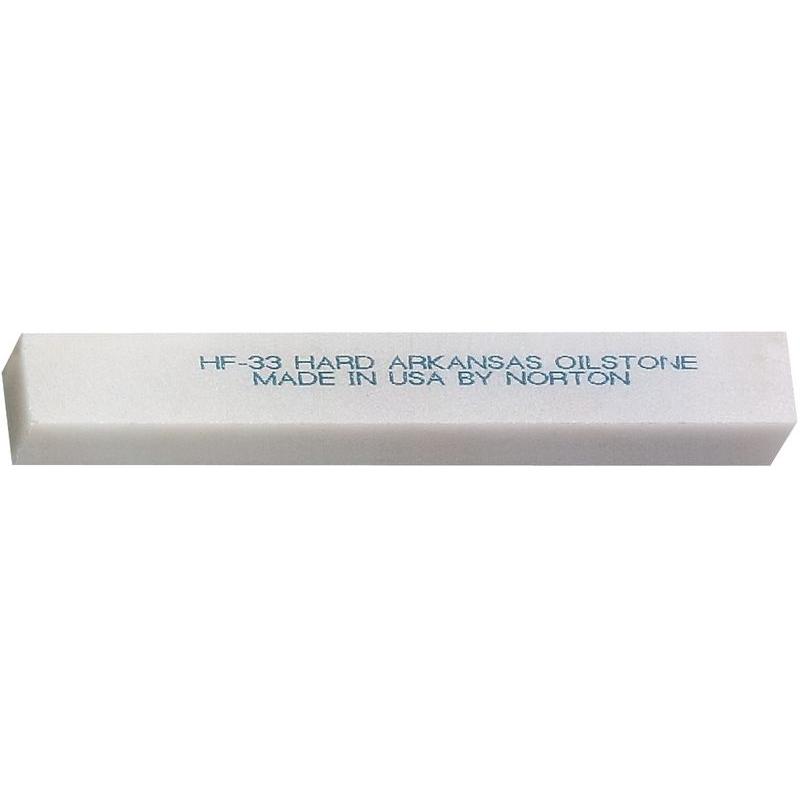 HF-33 HARD ARKANSAS OILSTONE
MADE IN USA BY NORTON